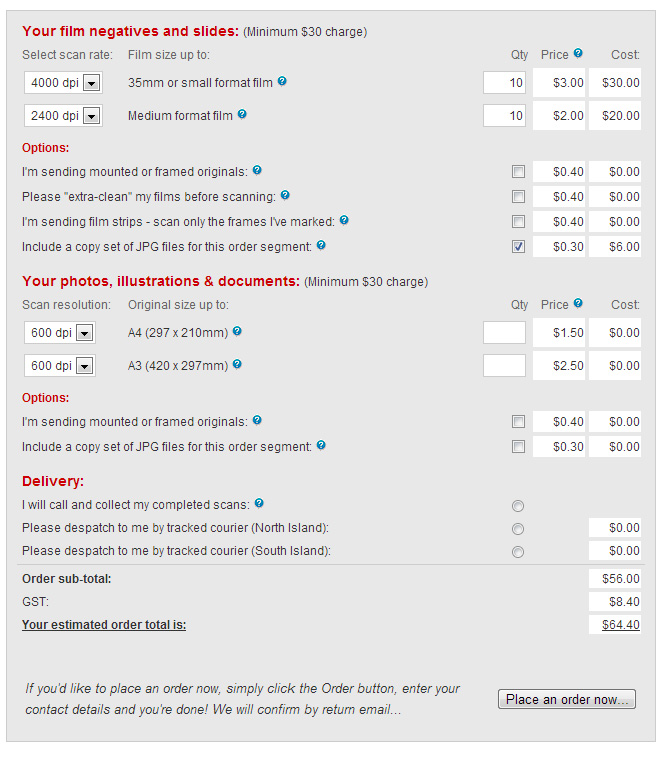 Your film negatives and slides: (Minimum $30 charge)
Select scan rate: Film size up to: Qty Price ? Cost:
4000 dpi 35mm or small format film ? 10 $3.00 $30.00
2400 dpi Medium format film ? 10 $2.00 $20.00
Options:
I'm sending mounted or framed originals: ? $0.40 $0.00
Please "extra-clean" my films before scanning: ? $0.40 $0.00
I'm sending film strips - scan only the frames I've marked: ? $0.40 $0.00
Include a copy set of JPG files for this order segment: ? $0.30 $6.00
Your photos, illustrations & documents: (Minimum $30 charge)
Scan resolution: Original size up to: Qty Price ? Cost:
600 dpi A4 (297 x 210mm) ? $1.50 $0.00
600 dpi A3 (420 x 297mm) ? $2.50 $0.00
Options:
I'm sending mounted or framed originals: ? $0.40 $0.00
Include a copy set of JPG files for this order segment: ? $0.30 $0.00
Delivery:
I will call and collect my completed scans: ?
Please despatch to me by tracked courier (North Island): $0.00
Please despatch to me by tracked courier (South Island): $0.00
Order sub-total: $56.00
GST: $8.40
Your estimated order total is: $64.40
If you'd like to place an order now, simply click the Order button, enter your
contact details and you're done! We will confirm by return email...
Place an order now...